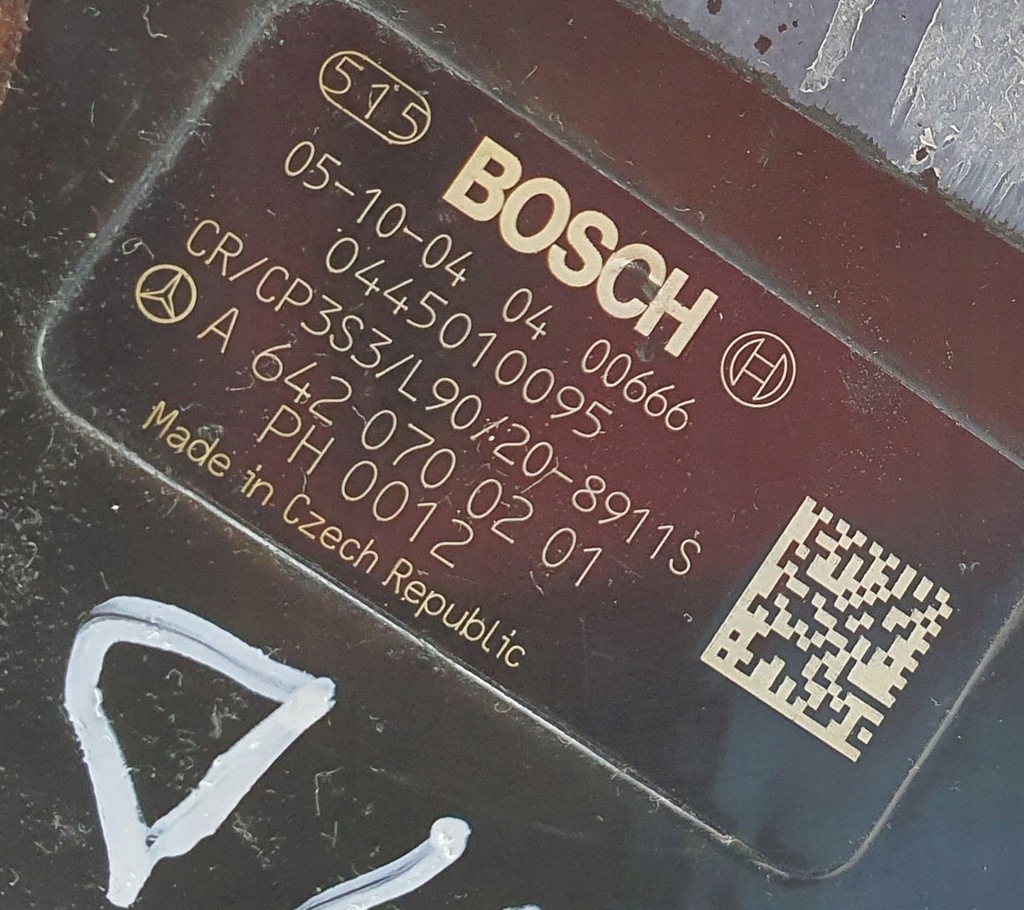 515
BOSCH
05-10-04 04 00666
0445010095
CR/CP3S3/L90/20-8911S
A 642 070 02 01
PH 0012
Made in Czech Republic